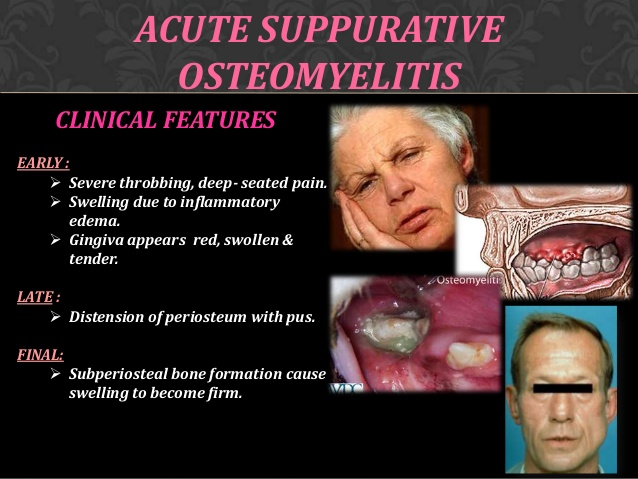 ACUTE SUPPURATIVE
OSTEOMYELITIS
CLINICAL FEATURES
EARLY :
➢ Severe throbbing, deep- seated pain.
➢ Swelling due to inflammatory
edema.
➢ Gingiva appears red, swollen &
tender.
LATE :
➢ Distension of periosteum with pus.
FINAL:
➢ Subperiosteal bone formation cause
swelling to become firm.
Osteomyelitis